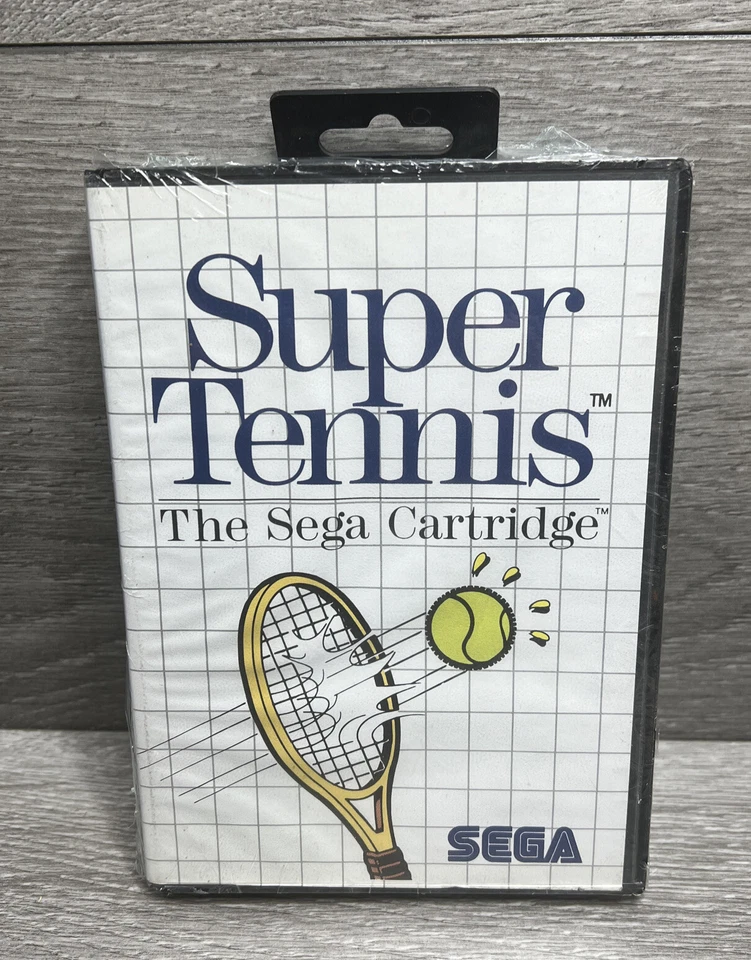 Super
Tennis™
The Sega Cartridge™
SEGA